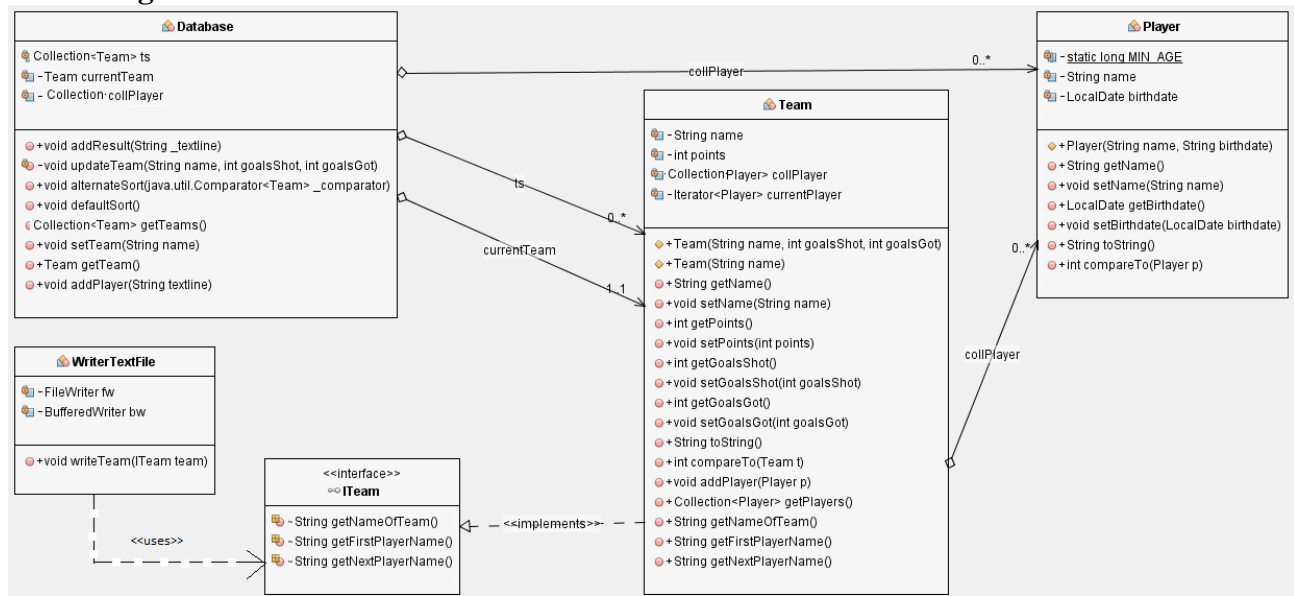 Database
Collection<Team> ts
-Team currentTeam
- Collection collPlayer
+void addResult(String _textline)
-void updateTeam(String name, int goalsShot, int goalsGot)
+void alternateSort(java.util.Comparator<Team> _comparator)
+void defaultSort()
Collection<Team> getTeams()
+void setTeam(String name)
+Team getTeam()
+void addPlayer(String textline)
collPlayer
0..*
ts
0..*
currentTeam
1..1
Player
-static long MIN_AGE
-String name
-LocalDate birthdate
+Player(String name, String birthdate)
+String getName()
+void setName(String name)
+LocalDate getBirthdate()
+void setBirthdate(LocalDate birthdate)
+String toString()
+int compareTo(Player p)
Team
-String name
-int points
CollectionPlayer> collPlayer
-Iterator<Player> currentPlayer
+Team(String name, int goalsShot, int goalsGot)
+Team(String name)
+String getName()
+void setName(String name)
+int getPoints()
+void setPoints(int points)
+int getGoalsShot()
+void setGoalsShot(int goalsShot)
+int getGoalsGot()
+void setGoalsGot(int goalsGot)
+String toString()
+int compareTo(Team t)
+void addPlayer(Player p)
+Collection<Player> getPlayers()
+String getNameOfTeam()
+String getFirstPlayerName()
+String getNextPlayerName()
0..*
collPlayer
WriterTextFile
-FileWriter fw
-BufferedWriter bw
+void writeTeam(ITeam team)
<<uses>>
<<interface>>
ITeam
~String getNameOfTeam()
~String getFirstPlayerName()
~String getNextPlayerName()
<<implements>>